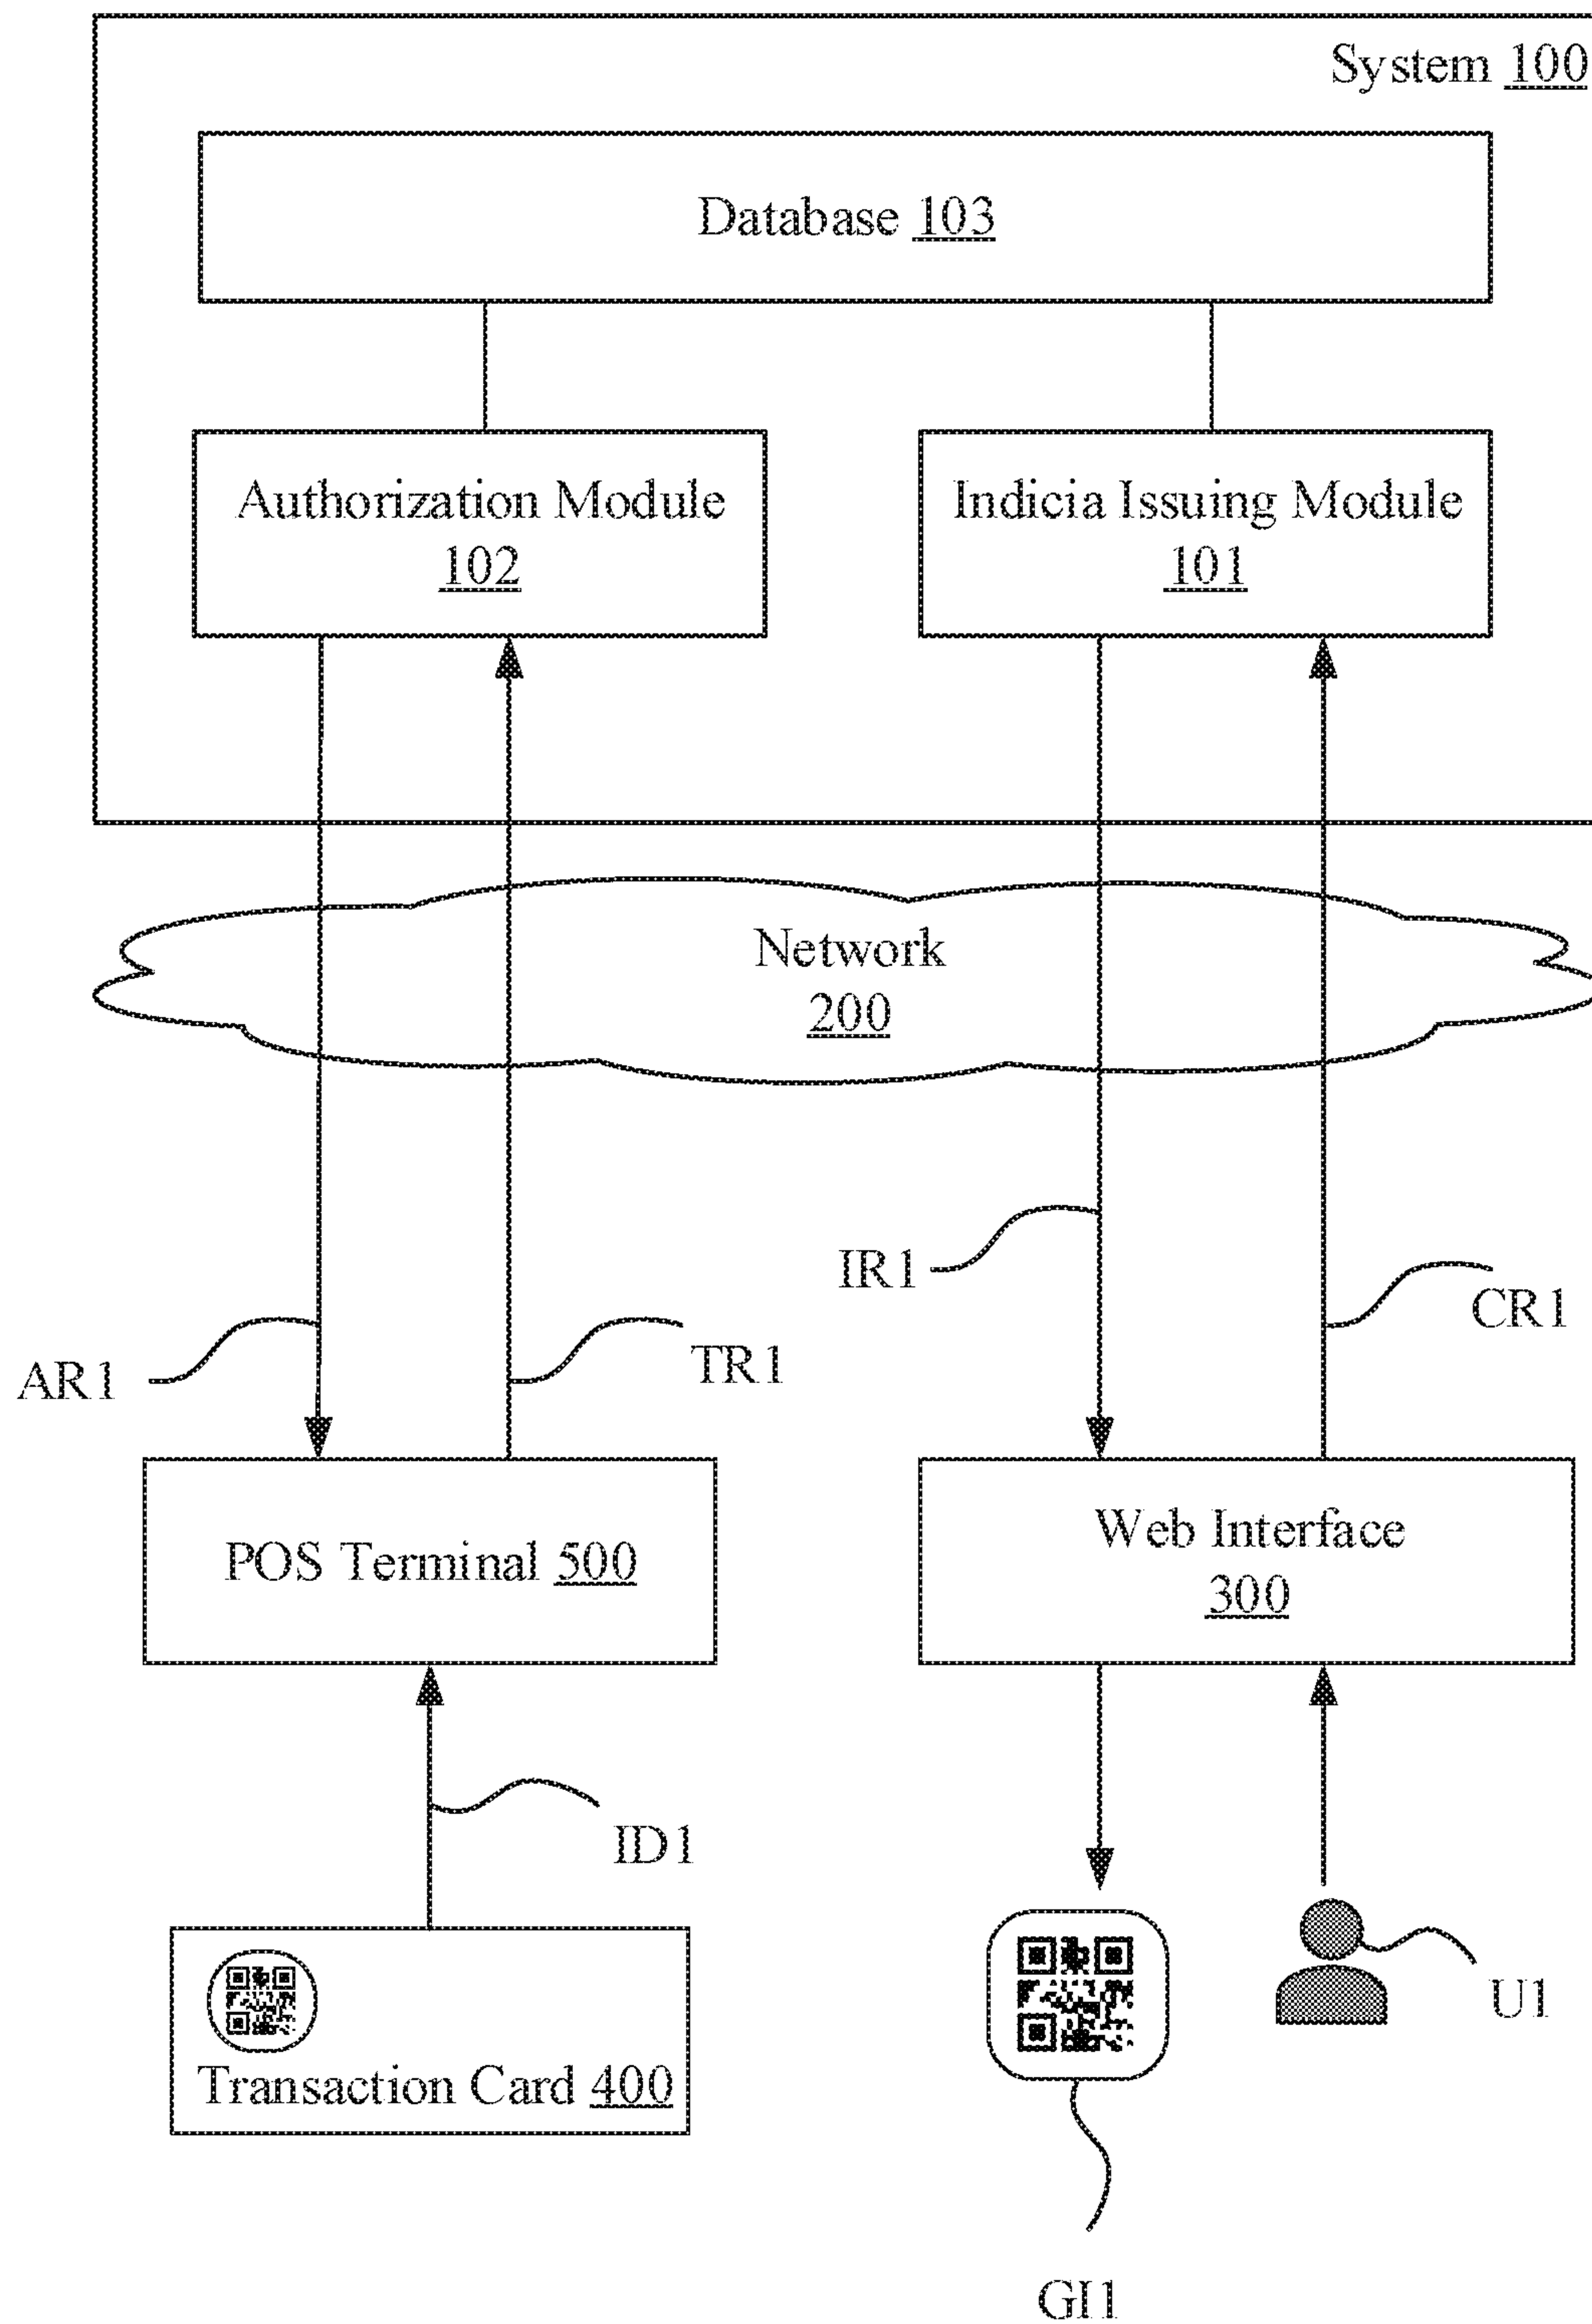 System 100
Database 103
Authorization Module
102
Indicia Issuing Module
101
Network
200
IR1
CR1
AR1
TR1
POS Terminal 500
Web Interface
300
ID1
Transaction Card 400
U1
GI1